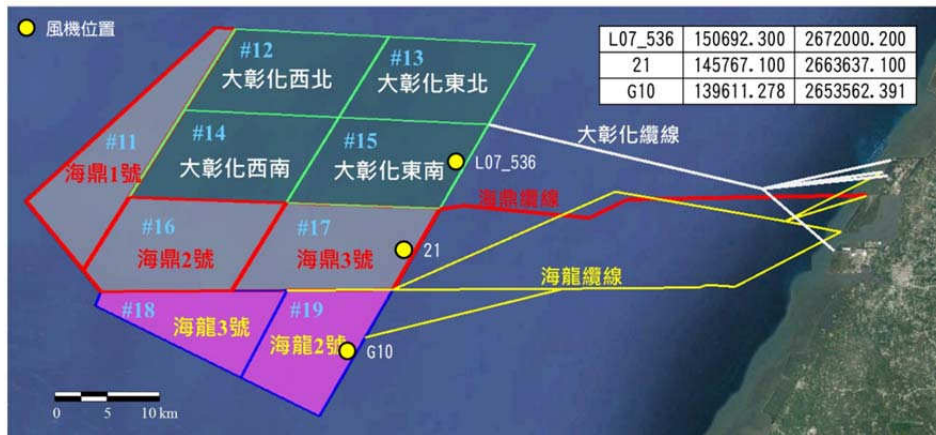 風機位置
L07_536 150692.300 2672000.200
21 145767.100 2663637.100
G10 139611.278 2653562.391
#12
大彰化西北
#13
大彰化東北
#11
海鼎1號
#14
大彰化西南
#15
大彰化東南
L07_536
大彰化纜線
海鼎纜線
#16
海鼎2號
#17
海鼎3號
21
海龍纜線
#18
海龍3號
#19
海龍2號
G10
0 5 10 km